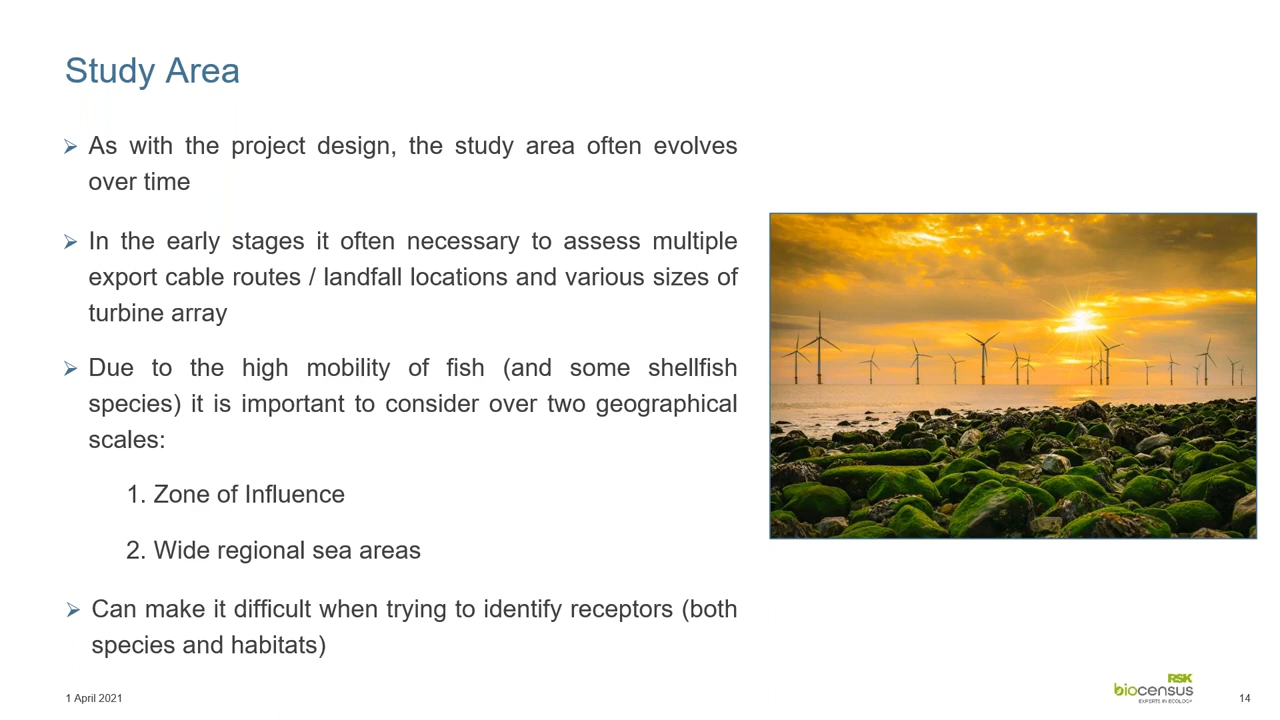 Study Area
➢ As with the project design, the study area often evolves
over time
➢ In the early stages it often necessary to assess multiple
export cable routes / landfall locations and various sizes of
turbine array
➢ Due to the high mobility of fish (and some shellfish
species) it is important to consider over two geographical
scales:
1. Zone of Influence
2. Wide regional sea areas
➢ Can make it difficult when trying to identify receptors (both
species and habitats)
1 April 2021
RSK
biocensus
EXPERTS IN ECOLOGY
14